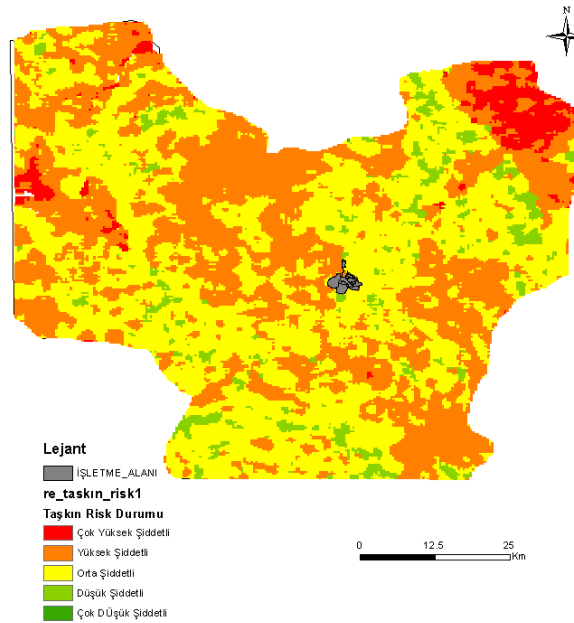 N
Lejant
İŞLETME_ALANI
re_taskın_risk1
Taşkın Risk Durumu
Çok Yüksek Şiddetli
Yüksek Şiddetli
Orta Şiddetli
Düşük Şiddetli
Çok DÜşük Şiddetli
0 12.5 25
Km